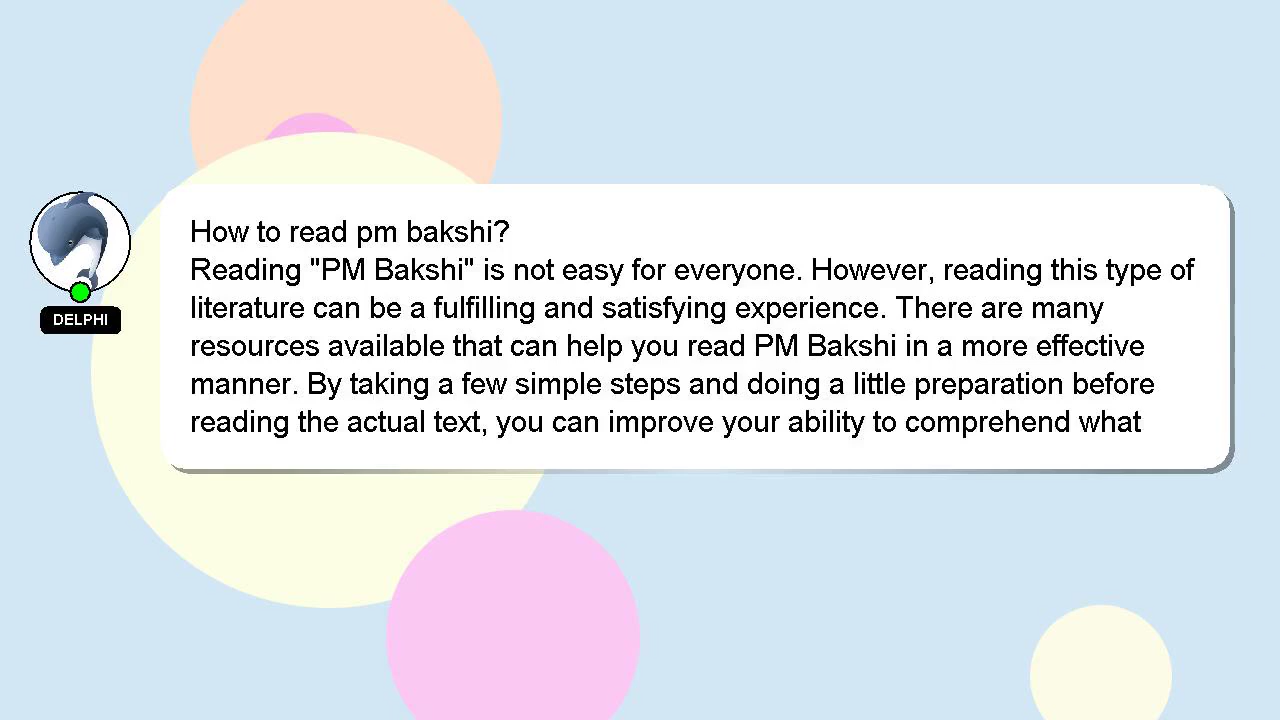 How to read pm bakshi?
Reading "PM Bakshi" is not easy for everyone. However, reading this type of
literature can be a fulfilling and satisfying experience. There are many
resources available that can help you read PM Bakshi in a more effective
manner. By taking a few simple steps and doing a little preparation before
reading the actual text, you can improve your ability to comprehend what
DELPHI